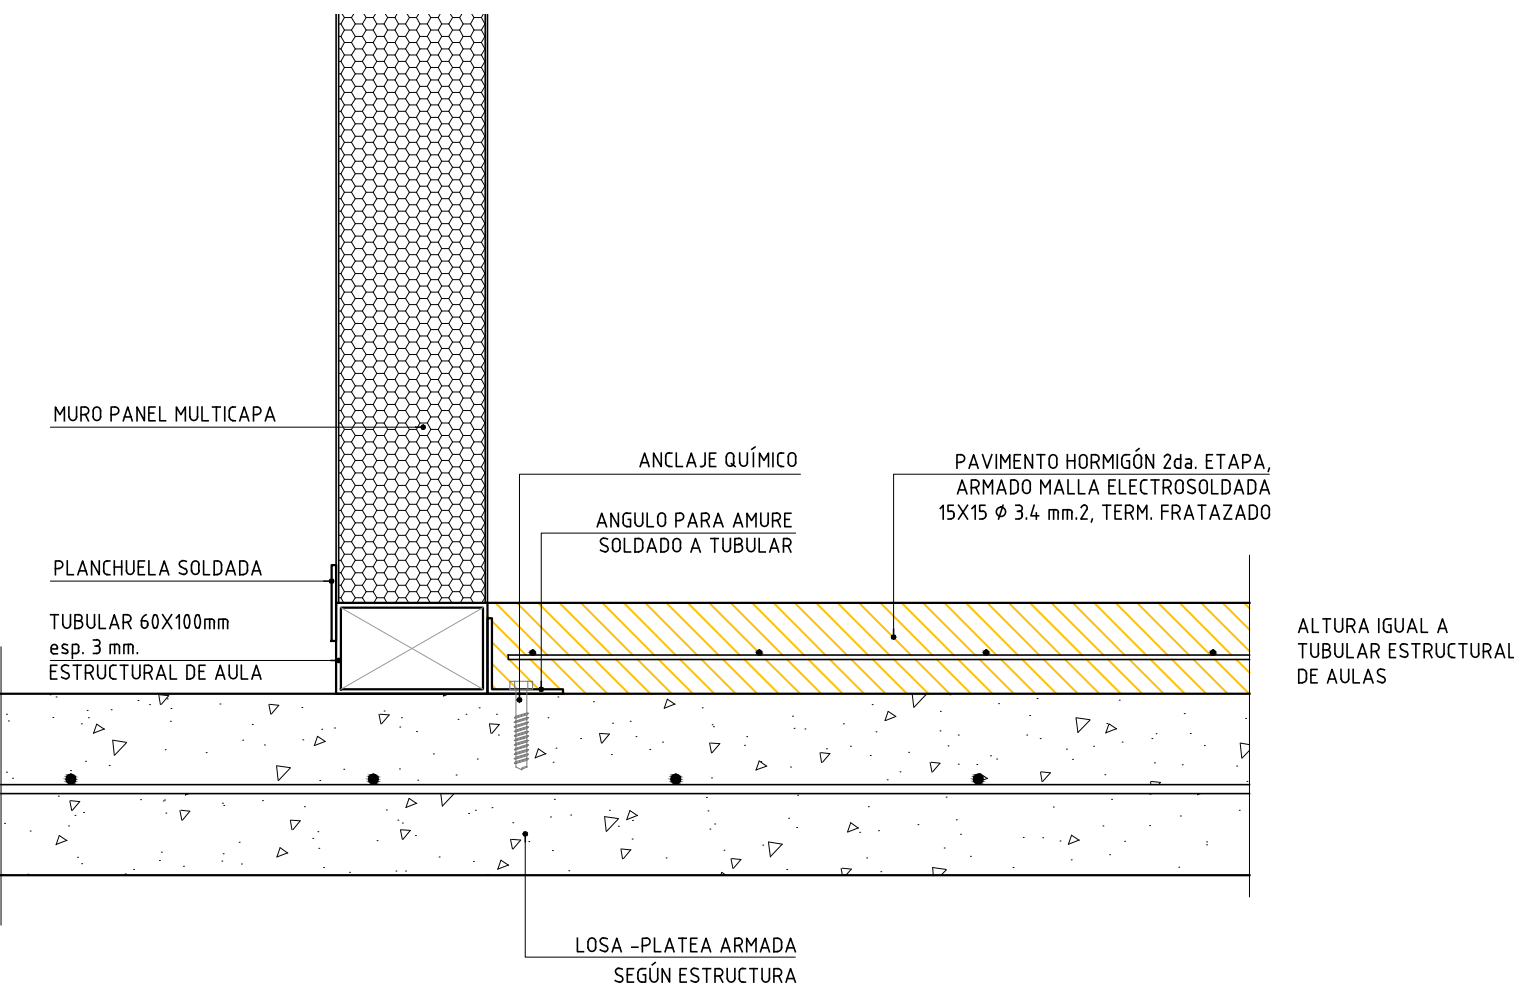 MURO PANEL MULTICAPA
ANCLAJE QUÍMICO
PAVIMENTO HORMIGÓN 2da. ETAPA,
ARMADO MALLA ELECTROSOLDADA
15X15 Ø 3.4 mm.2, TERM. FRATAZADO
ANGULO PARA AMURE
SOLDADO A TUBULAR
PLANCHUELA SOLDADA
TUBULAR 60X100mm
esp. 3 mm.
ESTRUCTURAL DE AULA
ALTURA IGUAL A
TUBULAR ESTRUCTURAL
DE AULAS
LOSA -PLATEA ARMADA
SEGÚN ESTRUCTURA